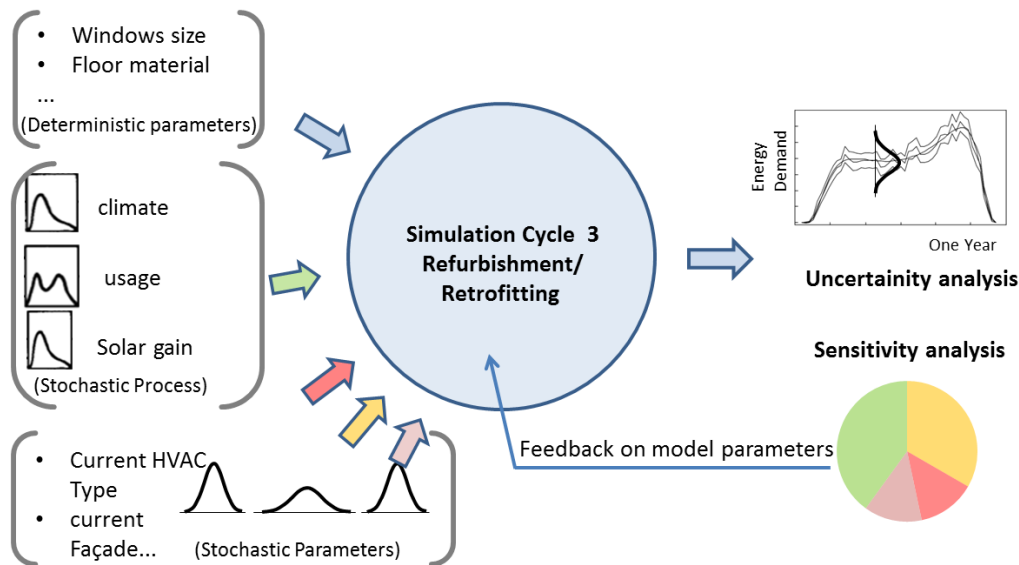 • Windows size
• Floor material
...
(Deterministic parameters)
climate
usage
Solar gain
(Stochastic Process)
• Current HVAC
Type
• current
Façade...
(Stochastic Parameters)
Simulation Cycle 3
Refurbishment/
Retrofitting
Energy
Demand
One Year
Uncertainity analysis
Sensitivity analysis
Feedback on model parameters